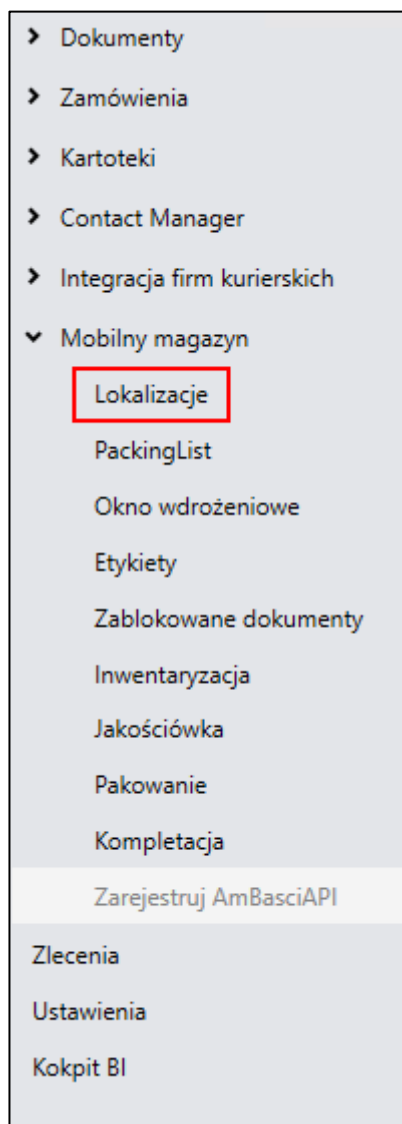 Dokumenty
Zamówienia
Kartoteki
Contact Manager
Integracja firm kurierskich
Mobilny magazyn
Lokalizacje
PackingList
Okno wdrożeniowe
Etykiety
Zablokowane dokumenty
Inwentaryzacja
Jakościówka
Pakowanie
Kompletacja
Zarejestruj AmBasciAPI
Zlecenia
Ustawienia
Kokpit BI